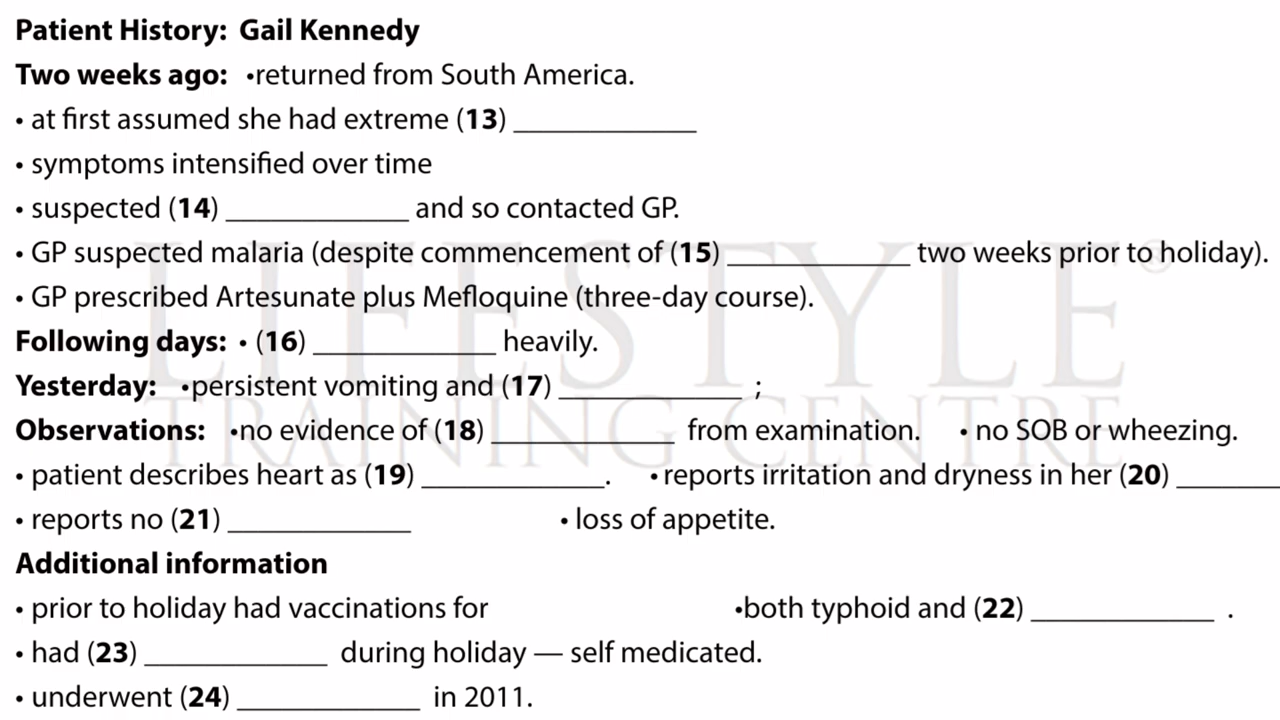 Patient History: Gail Kennedy
Two weeks ago: •returned from South America.
• at first assumed she had extreme (13) ____________
• symptoms intensified over time
• suspected (14) ____________ and so contacted GP.
• GP suspected malaria (despite commencement of (15) ____________ two weeks prior to holiday).
• GP prescribed Artesunate plus Mefloquine (three-day course).
Following days: • (16) ____________ heavily.
Yesterday: •persistent vomiting and (17) ____________ ;
Observations: •no evidence of (18) ____________ from examination. • no SOB or wheezing.
• patient describes heart as (19) ____________. •reports irritation and dryness in her (20) _______
• reports no (21) ____________ • loss of appetite.
Additional information
• prior to holiday had vaccinations for •both typhoid and (22) ____________ .
• had (23) ____________ during holiday — self medicated.
• underwent (24) ____________ in 2011.
LIFESTYLE®
TRAINING CENTRE